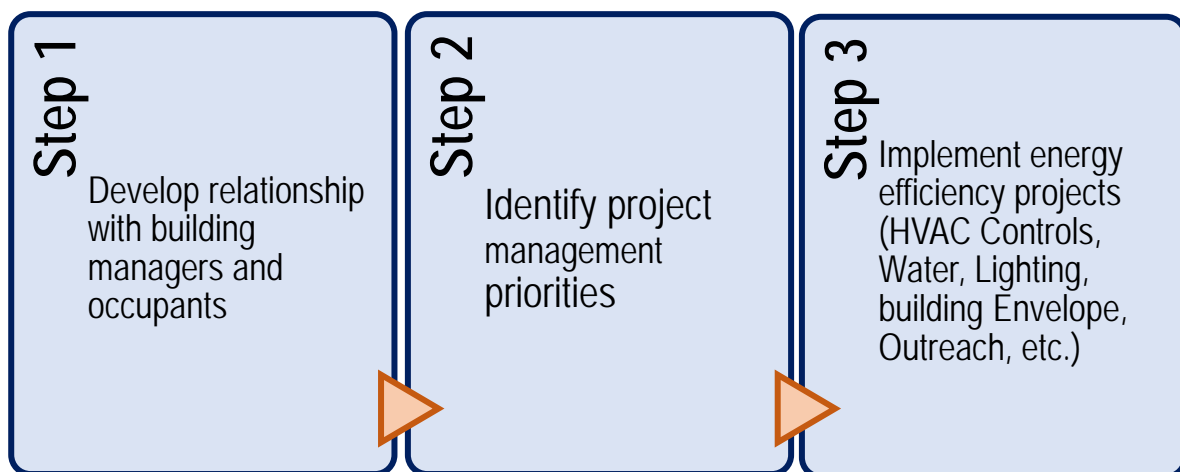 Step 1
Develop relationship
with building
managers and
occupants
Step 2
Identify project
management
priorities
Step 3
Implement energy
efficiency projects
(HVAC Controls,
Water, Lighting,
building Envelope,
Outreach, etc.)